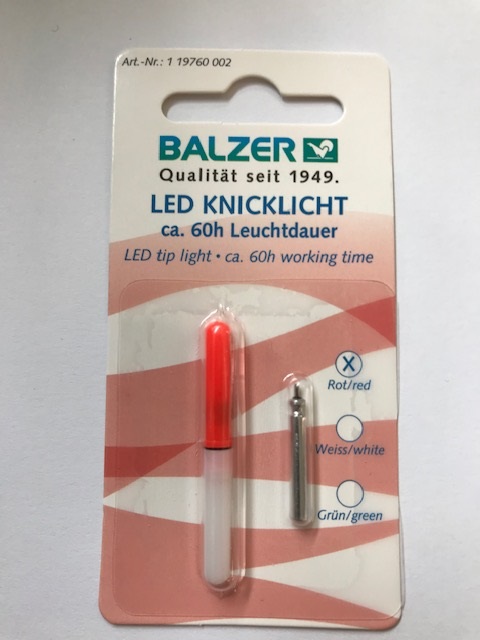 Art.-Nr.: 1 19760 002
BALZER
Qualität seit 1949.
LED KNICKLICHT
ca. 60h Leuchtdauer
LED tip light • ca. 60h working time
X
Rot/red
Weiss/white
Grün/green